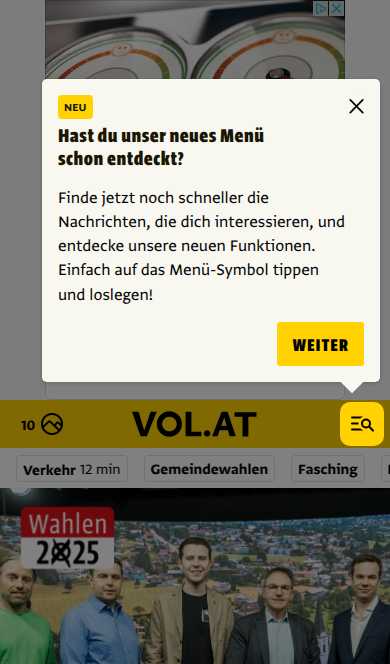 NEU
Hast du unser neues Menü
schon entdeckt?
Finde jetzt noch schneller die
Nachrichten, die dich interessieren, und
entdecke unsere neuen Funktionen.
Einfach auf das Menü-Symbol tippen
und loslegen!
WEITER
10
VOL.AT
Verkehr 12 min
Gemeindewahlen
Fasching
Wahlen
2025